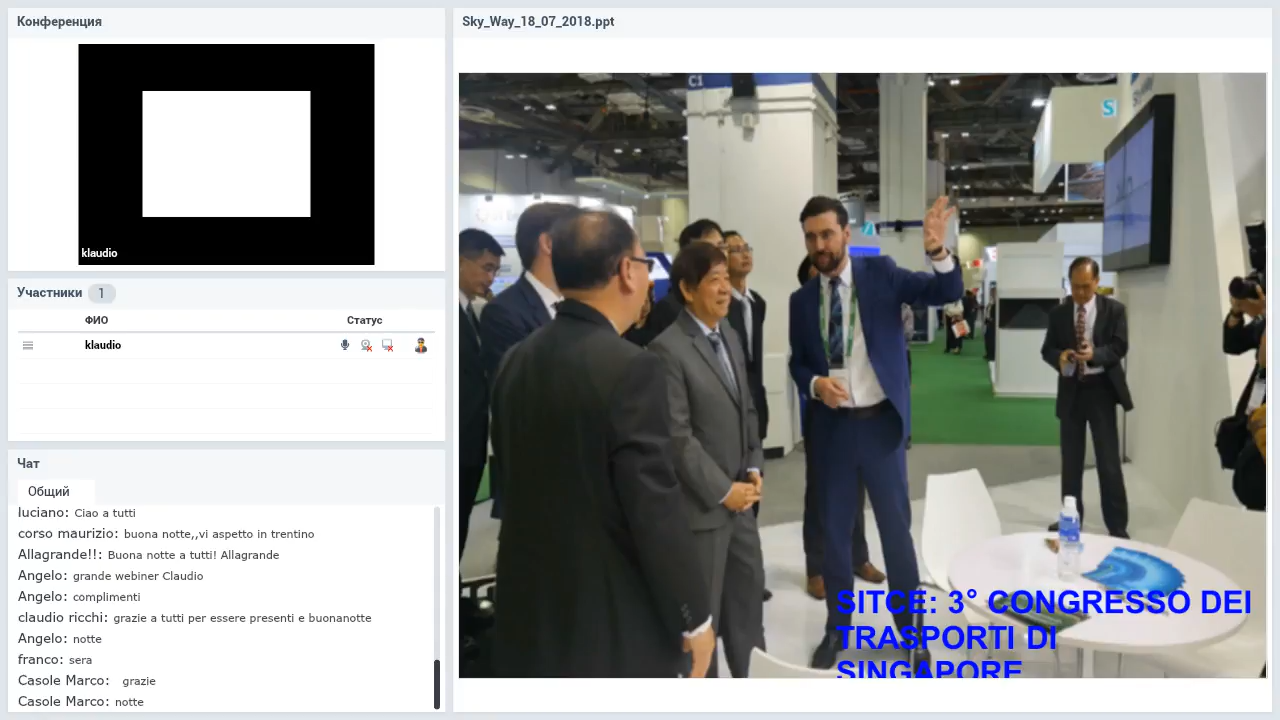 Конференция
klaudio
Участники 1
ФИО Статус
klaudio
Чат
Общий
luciano: Ciao a tutti
corso maurizio: buona notte,,vi aspetto in trentino
Allagrande!!: Buona notte a tutti! Allagrande
Angelo: grande webiner Claudio
Angelo: complimenti
claudio ricchi: grazie a tutti per essere presenti e buonanotte
Angelo: notte
franco: sera
Casole Marco: grazie
Casole Marco: notte
Sky_Way_18_07_2018.ppt
C1
S
SITCE: 3° CONGRESSO DEI
TRASPORTI DI
SINGAPORE